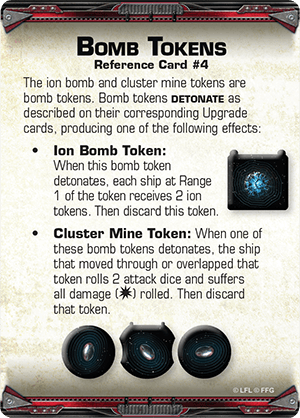 BOMB TOKENS
Reference Card #4
The ion bomb and cluster mine tokens are
bomb tokens. Bomb tokens DETONATE as
described on their corresponding Upgrade
cards, producing one of the following effects:
• Ion Bomb Token:
When this bomb token
detonates, each ship at Range
1 of the token receives 2 ion
tokens. Then discard this token.
• Cluster Mine Token: When one of
these bomb tokens detonates, the ship
that moved through or overlapped that
token rolls 2 attack dice and suffers
all damage (✹) rolled. Then discard
that token.
© LFL © FFG